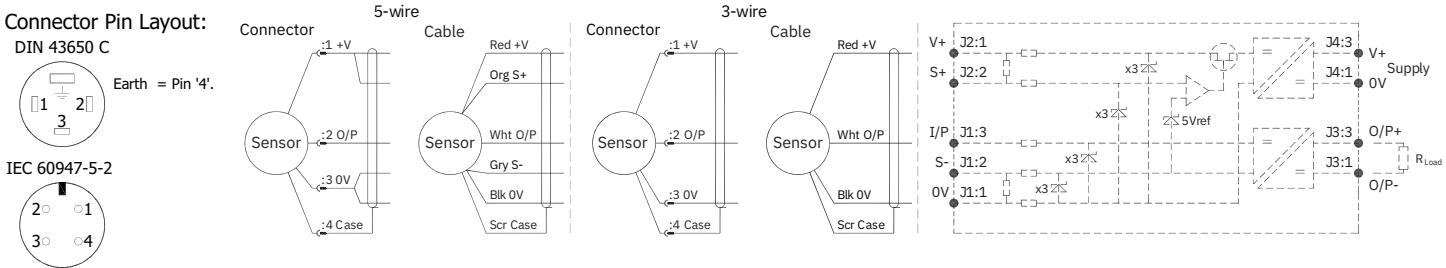 Connector Pin Layout:
DIN 43650 C
1 2
3
Earth = Pin '4'.
IEC 60947-5-2
2 1
3 4
5-wire
Connector
Cable
:1 +V
Sensor
:2 O/P
:3 0V
:4 Case
Red +V
Org S+
Sensor
Wht O/P
Gry S-
Blk 0V
Scr Case
3-wire
Connector
Cable
:1 +V
Sensor
:2 O/P
:3 0V
:4 Case
Red +V
Sensor
Wht O/P
Blk 0V
Scr Case
V+ J2:1
S+ J2:2
I/P J1:3
S- J1:2
0V J1:1
x3
x3
5Vref
x3
x3
=
=
=
=
J4:3 V+
Supply
J4:1 0V
J3:3 O/P+
J3:1 O/P-
RLoad